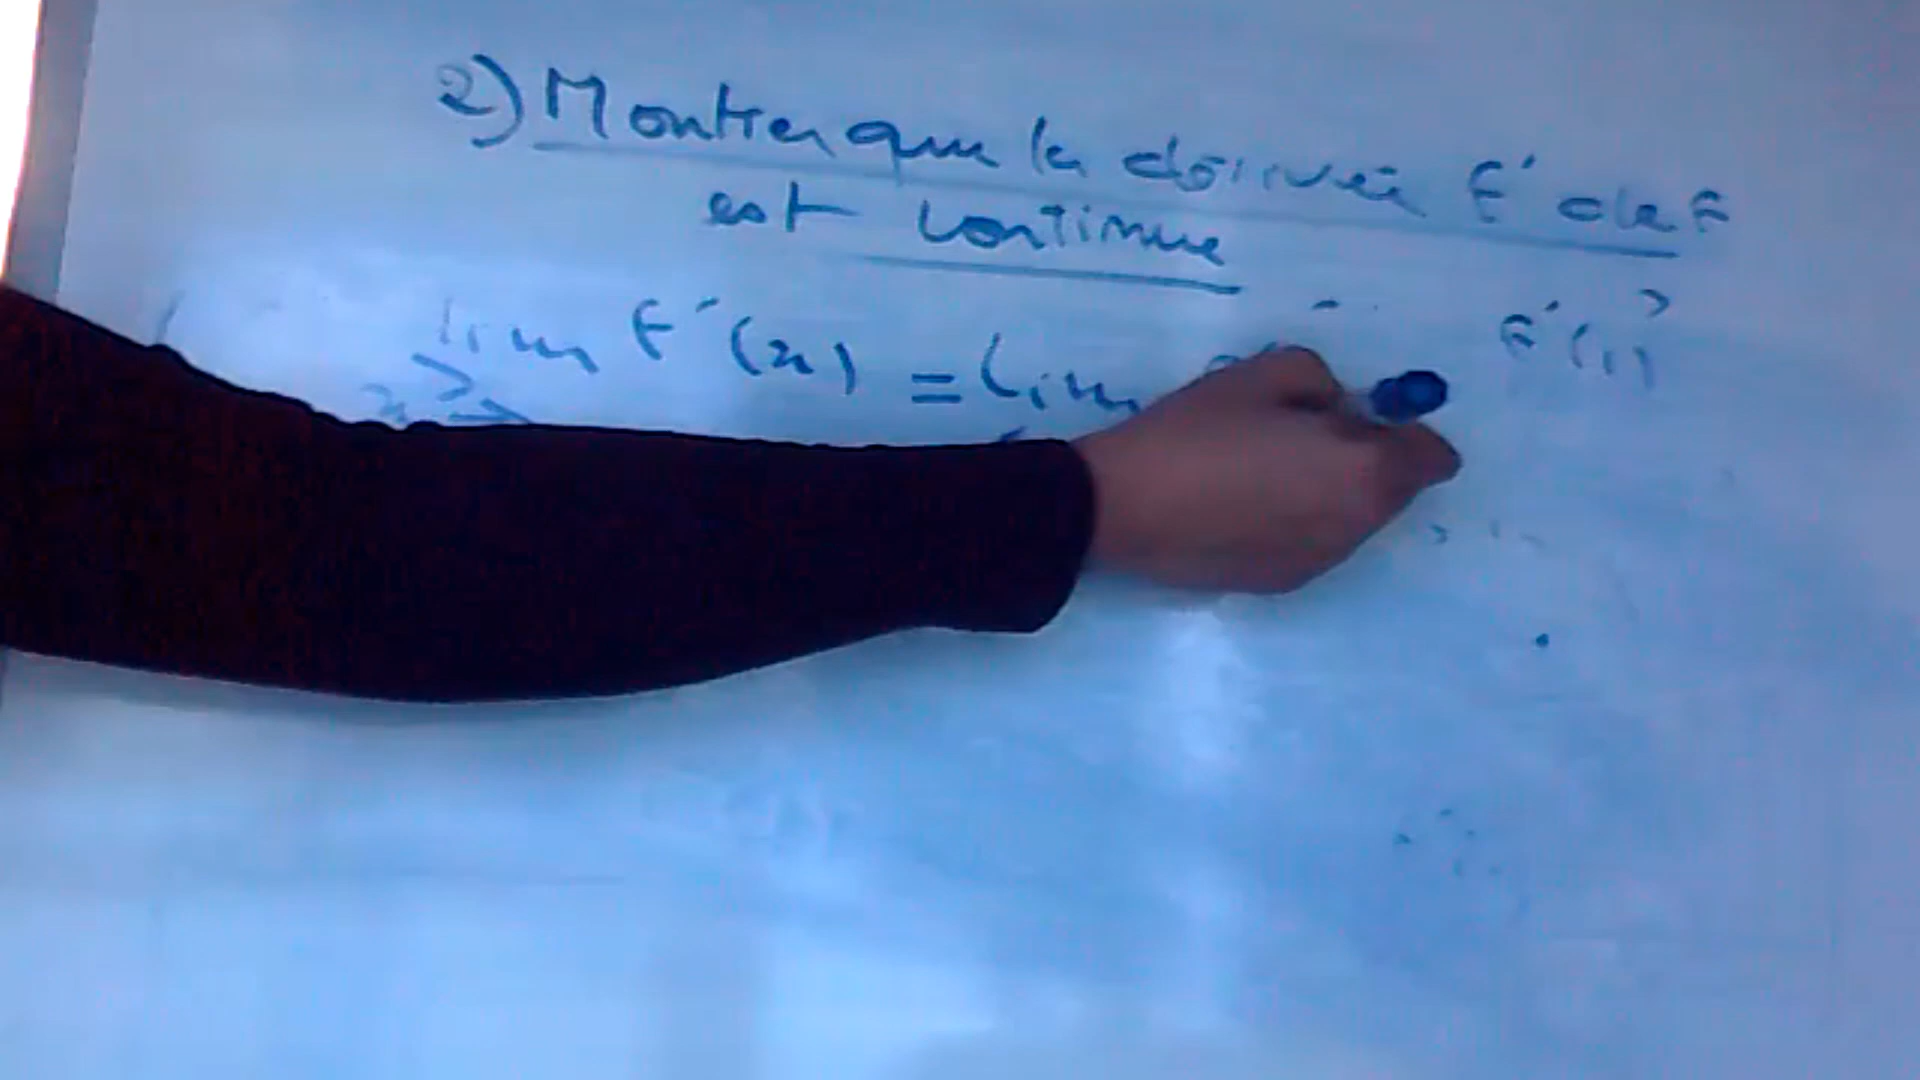 2) Montrer que la dérivée F' de F
est continue
lim F'(x) = lim F'(1)
x →